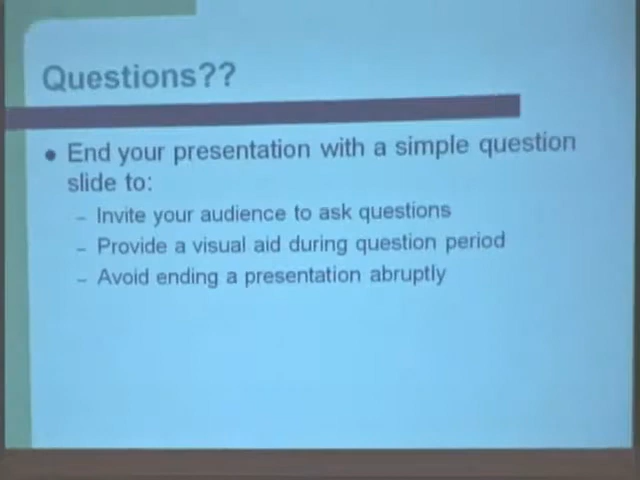 Questions??
• End your presentation with a simple question
slide to:
– Invite your audience to ask questions
– Provide a visual aid during question period
– Avoid ending a presentation abruptly